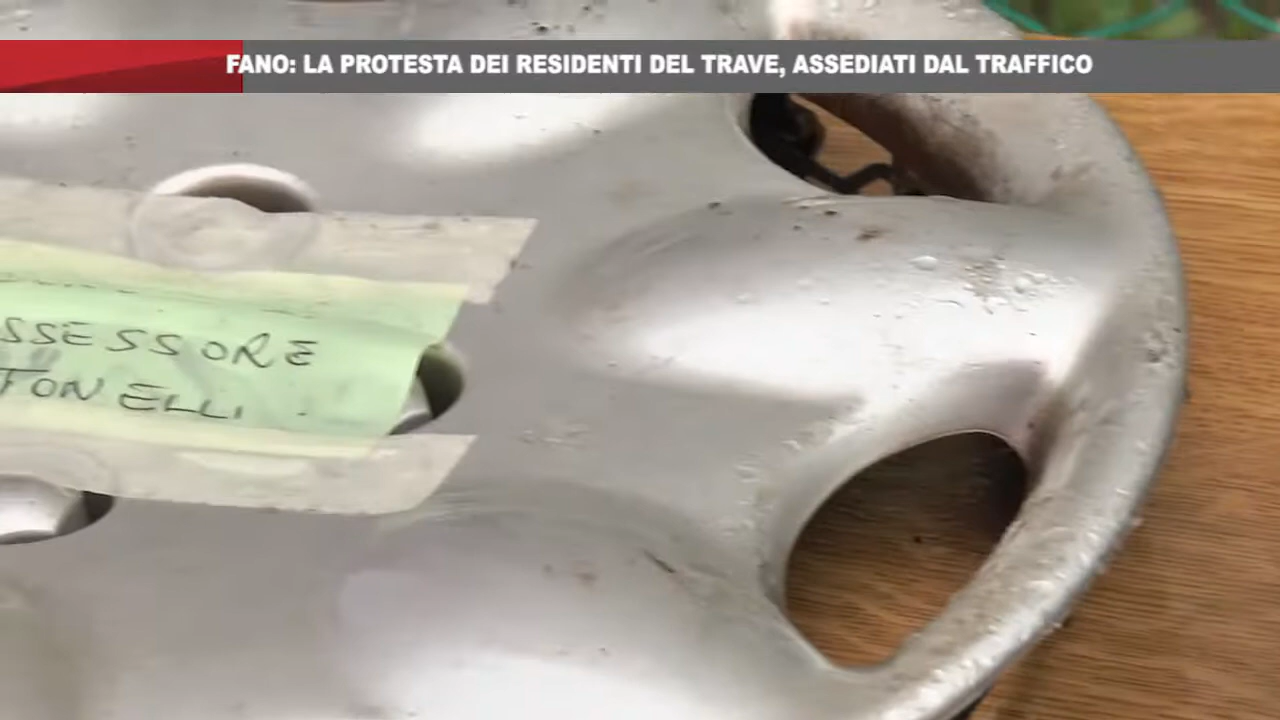 FANO: LA PROTESTA DEI RESIDENTI DEL TRAVE, ASSEDIATI DAL TRAFFICO
SSESSORE
TONELLI